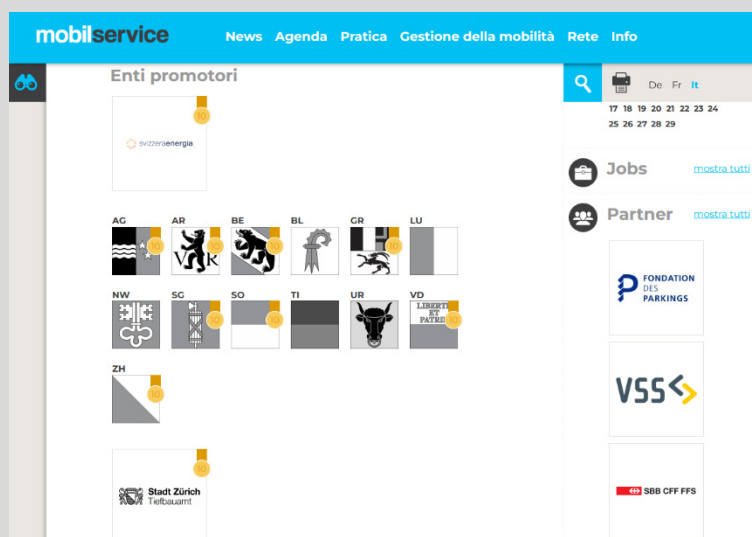 mobilservice
News Agenda Pratica Gestione della mobilità Rete Info
Enti promotori
10
svizzeraenergia
AG AR BE BL GR LU
10 10 10 10
V R
NW SG SO TI UR VD
10 10 10
LIBERTE
ET
PATRIE
ZH
10
10
Stadt Zürich
Tiefbauamt
De Fr It
17 18 19 20 21 22 23 24
25 26 27 28 29
Jobs mostra tutti
Partner mostra tutti
P FONDATION
DES
PARKINGS
VSS
SBB CFF FFS